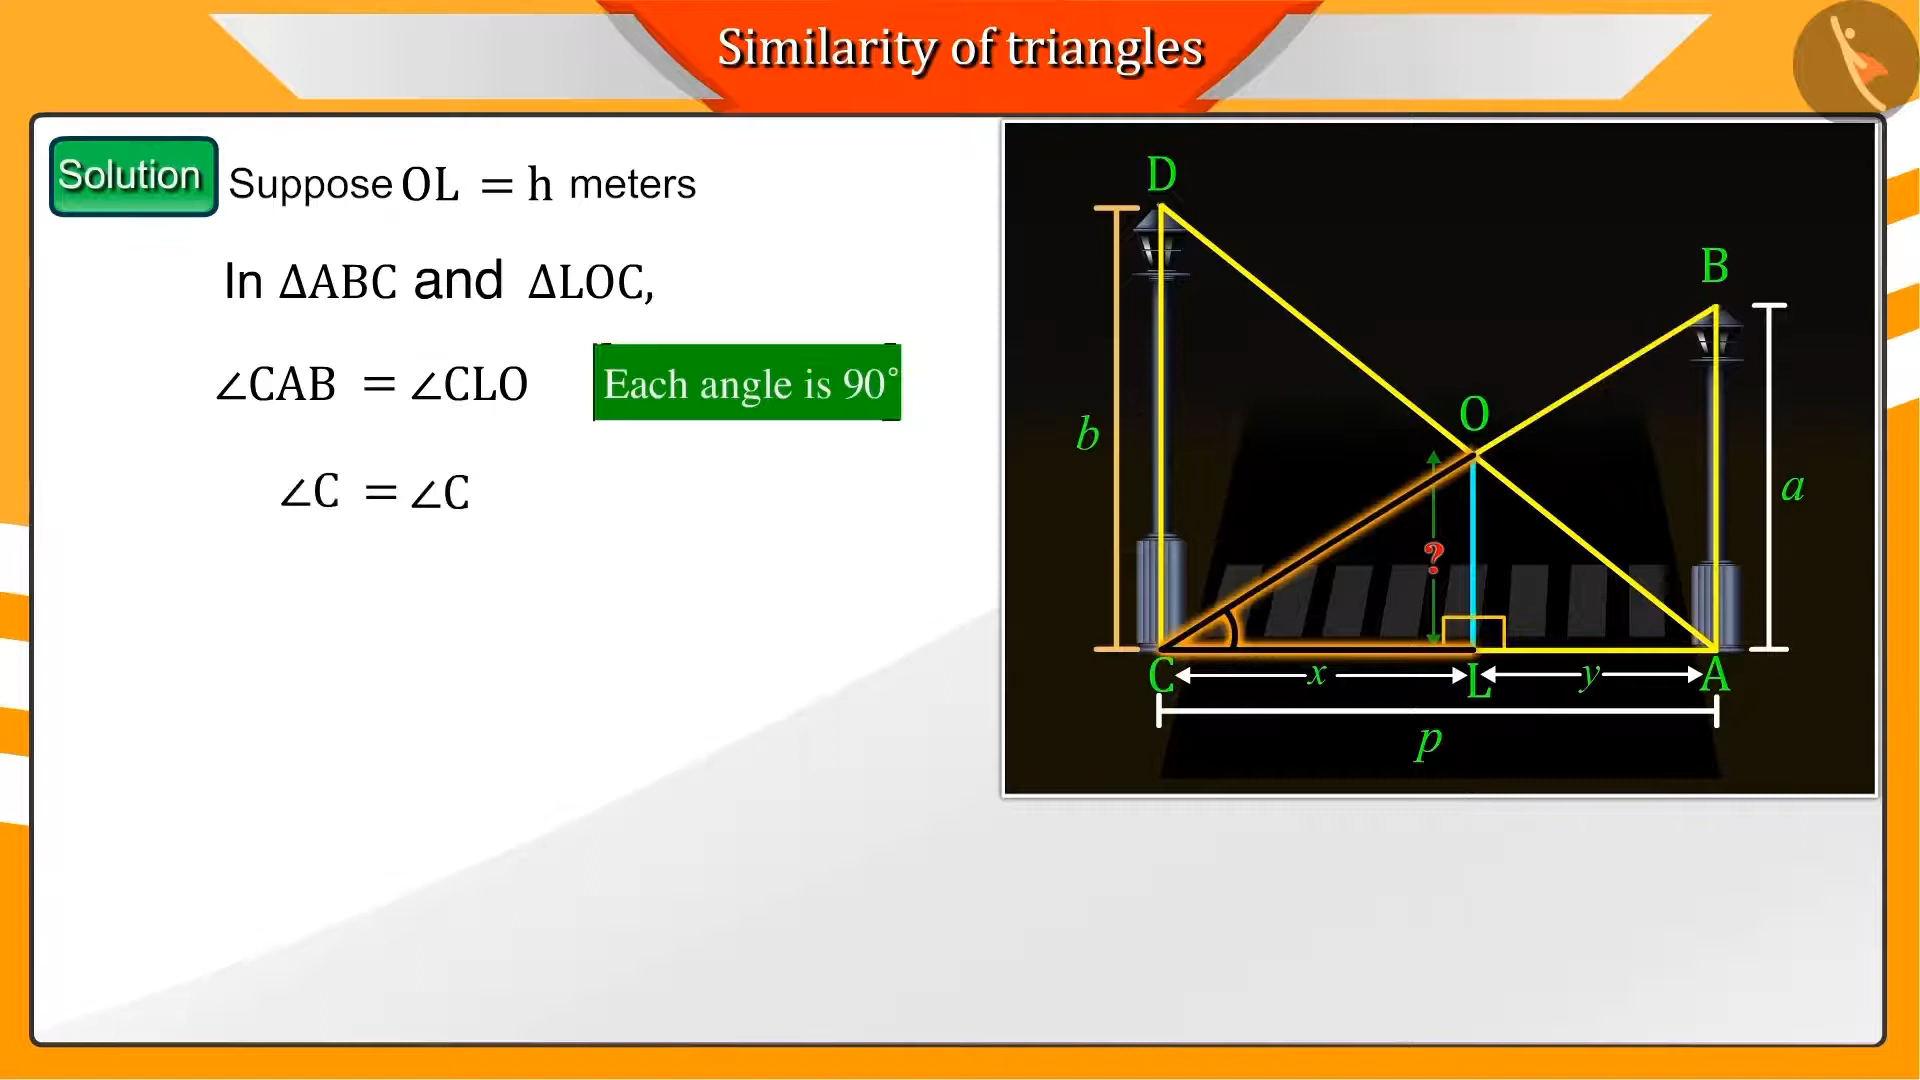 Similarity of triangles
Solution
Suppose OL = h meters
In ΔABC and ΔLOC,
∠CAB = ∠CLO
Each angle is 90°
∠C = ∠C
D
B
O
b
a
?
C
x
L
y
A
p